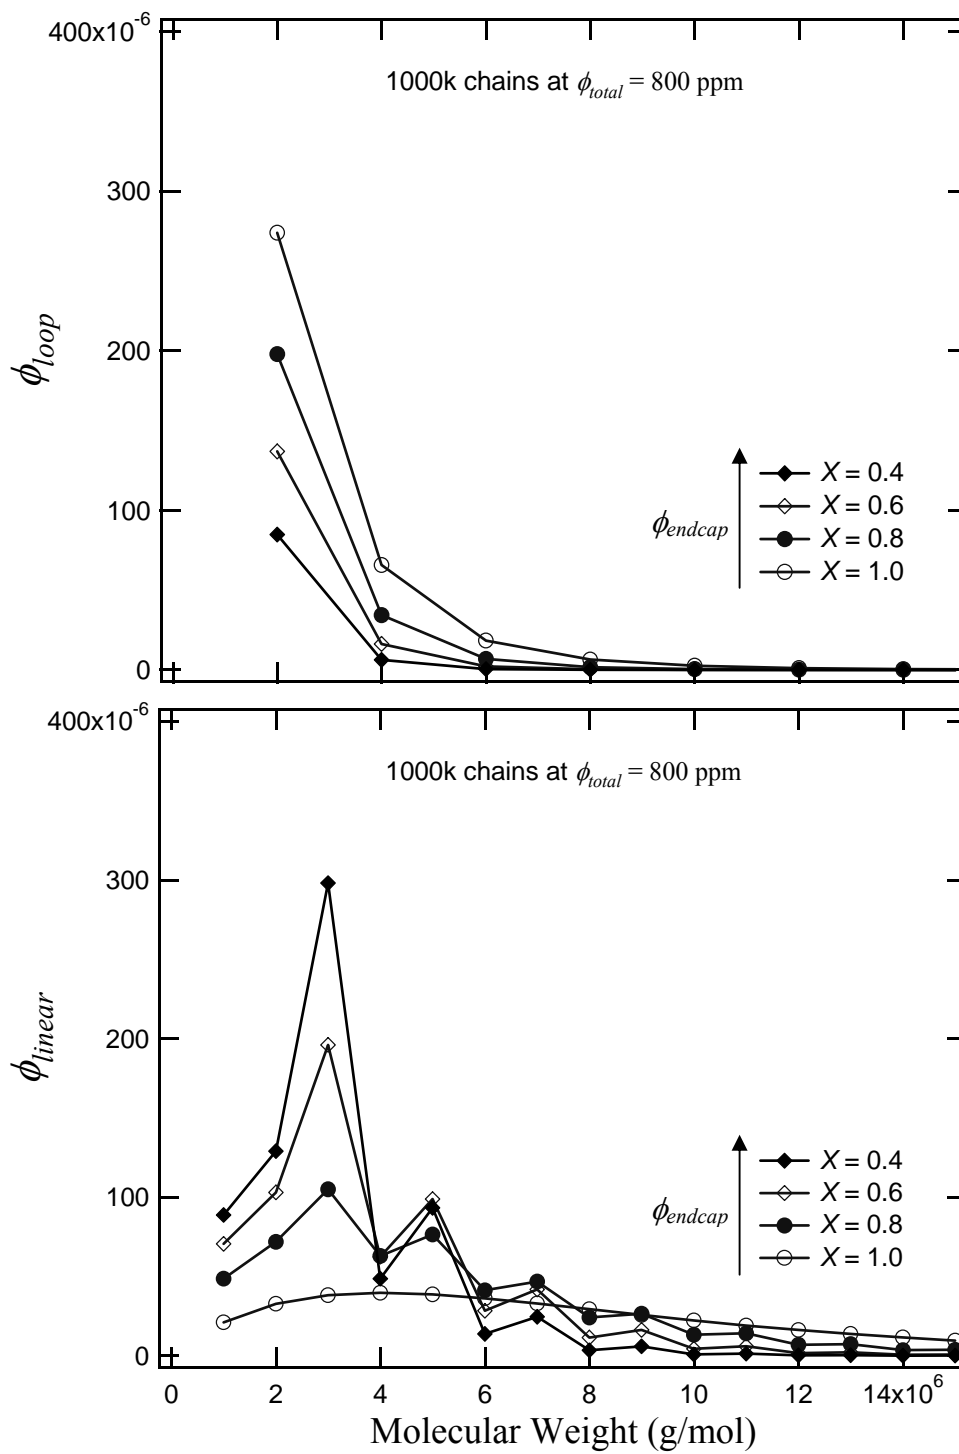 400x10-6
1000k chains at ϕtotal = 800 ppm
300
200
ϕloop
X = 0.4
X = 0.6
ϕendcap
X = 0.8
X = 1.0
100
0
400x10-6
1000k chains at ϕtotal = 800 ppm
300
200
ϕlinear
X = 0.4
X = 0.6
ϕendcap
X = 0.8
X = 1.0
100
0
0 2 4 6 8 10 12 14x106
Molecular Weight (g/mol)